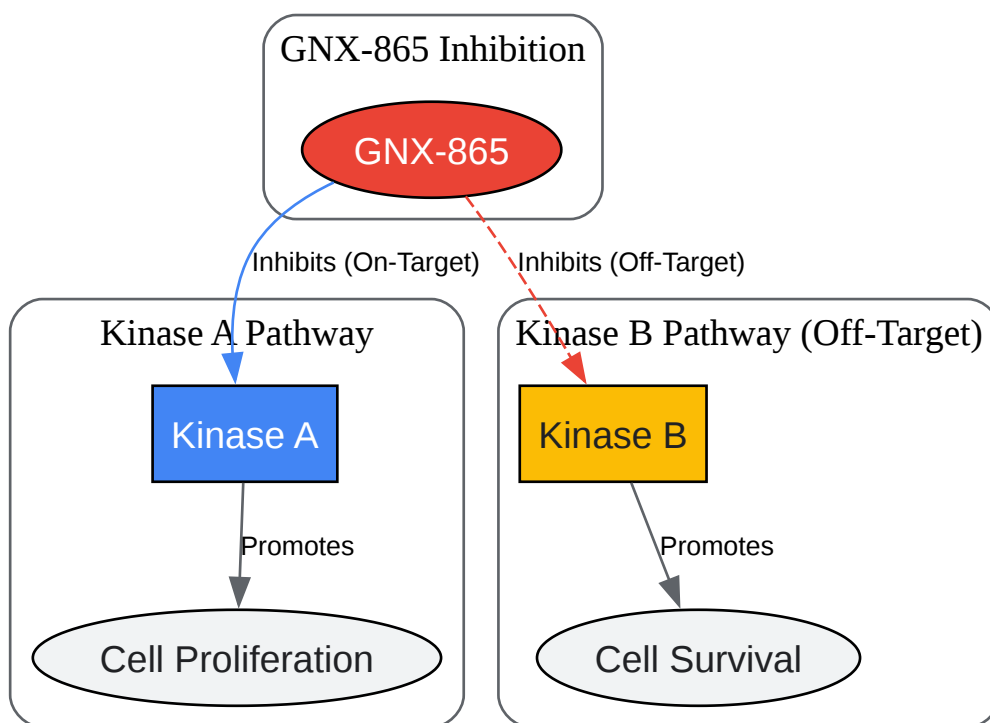 GNX-865 Inhibition
GNX-865
Inhibits (On-Target)
Inhibits (Off-Target)
Kinase A Pathway
Kinase B Pathway (Off-Target)
Kinase A
Kinase B
Promotes
Promotes
Cell Proliferation
Cell Survival